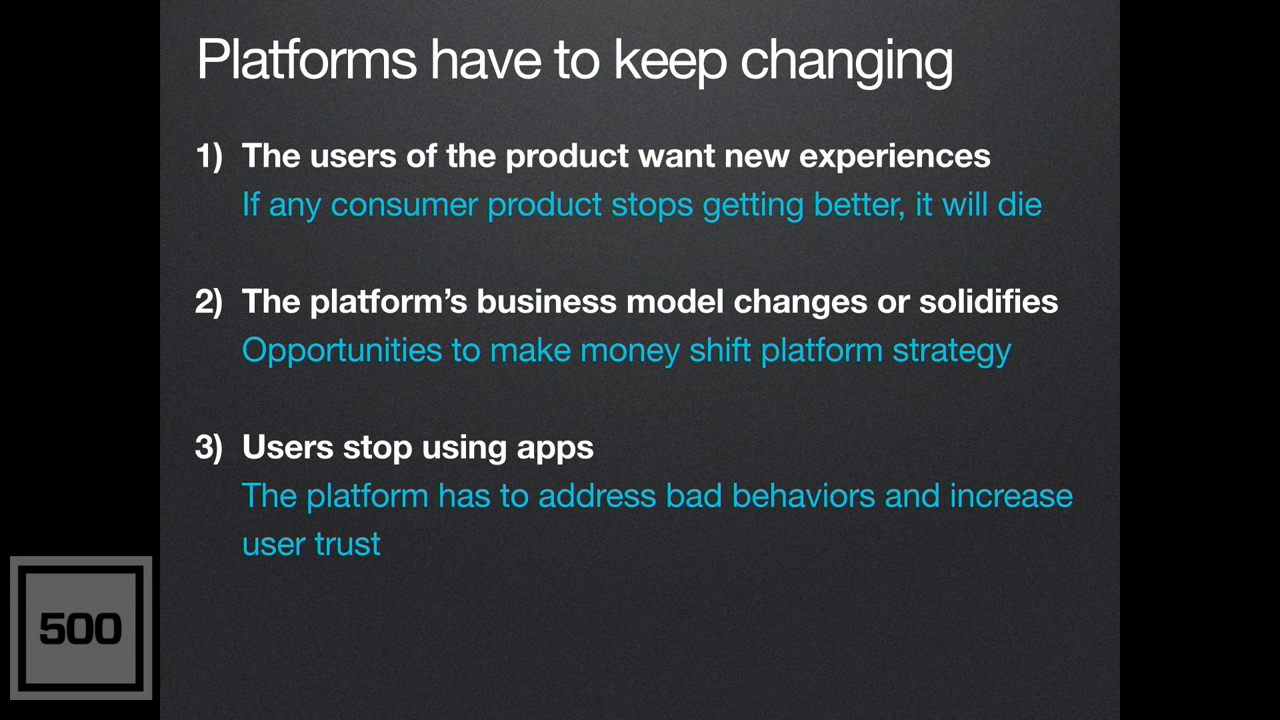 Platforms have to keep changing
1) The users of the product want new experiences
If any consumer product stops getting better, it will die
2) The platform’s business model changes or solidifies
Opportunities to make money shift platform strategy
3) Users stop using apps
The platform has to address bad behaviors and increase
user trust
500